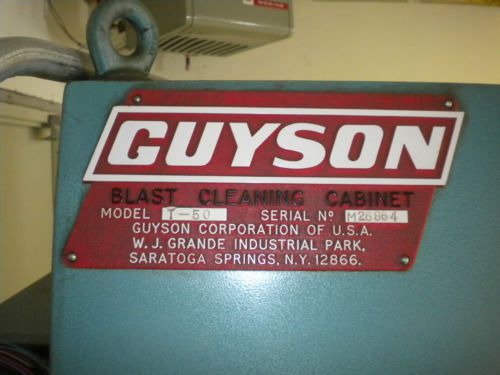 GUYSON
BLAST CLEANING CABINET
MODEL T-50 SERIAL Nº M26864
GUYSON CORPORATION OF U.S.A.
W. J. GRANDE INDUSTRIAL PARK,
SARATOGA SPRINGS, N.Y. 12866.